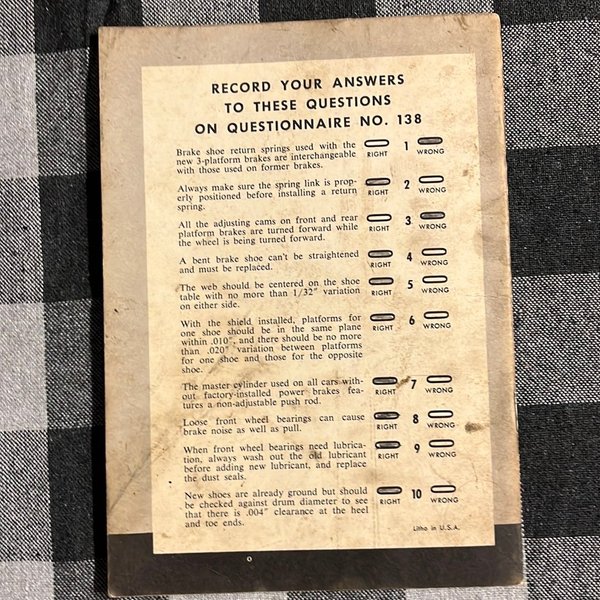 RECORD YOUR ANSWERS
TO THESE QUESTIONS
ON QUESTIONNAIRE NO. 138
Brake shoe return springs used with the
new 3-platform brakes are interchangeable
with those used on former brakes.
RIGHT 1 WRONG
Always make sure the spring link is prop-
erly positioned before installing a return
spring.
RIGHT 2 WRONG
All the adjusting cams on front and rear
platform brakes are turned forward while
the wheel is being turned forward.
RIGHT 3 WRONG
A bent brake shoe can't be straightened
and must be replaced.
RIGHT 4 WRONG
The web should be centered on the shoe
table with no more than 1/32" variation
on either side.
RIGHT 5 WRONG
With the shield installed, platforms for
one shoe should be in the same plane
within .010", and there should be no more
than .020" variation between platforms
for one shoe and those for the opposite
shoe.
RIGHT 6 WRONG
The master cylinder used on all cars with-
out factory-installed power brakes fea-
tures a non-adjustable push rod.
RIGHT 7 WRONG
Loose front wheel bearings can cause
brake noise as well as pull.
RIGHT 8 WRONG
When front wheel bearings need lubrica-
tion, always wash out the old lubricant
before adding new lubricant, and replace
the dust seals.
RIGHT 9 WRONG
New shoes are already ground but should
be checked against drum diameter to see
that there is .004" clearance at the heel
and toe ends.
RIGHT 10 WRONG
Litho in U.S.A.